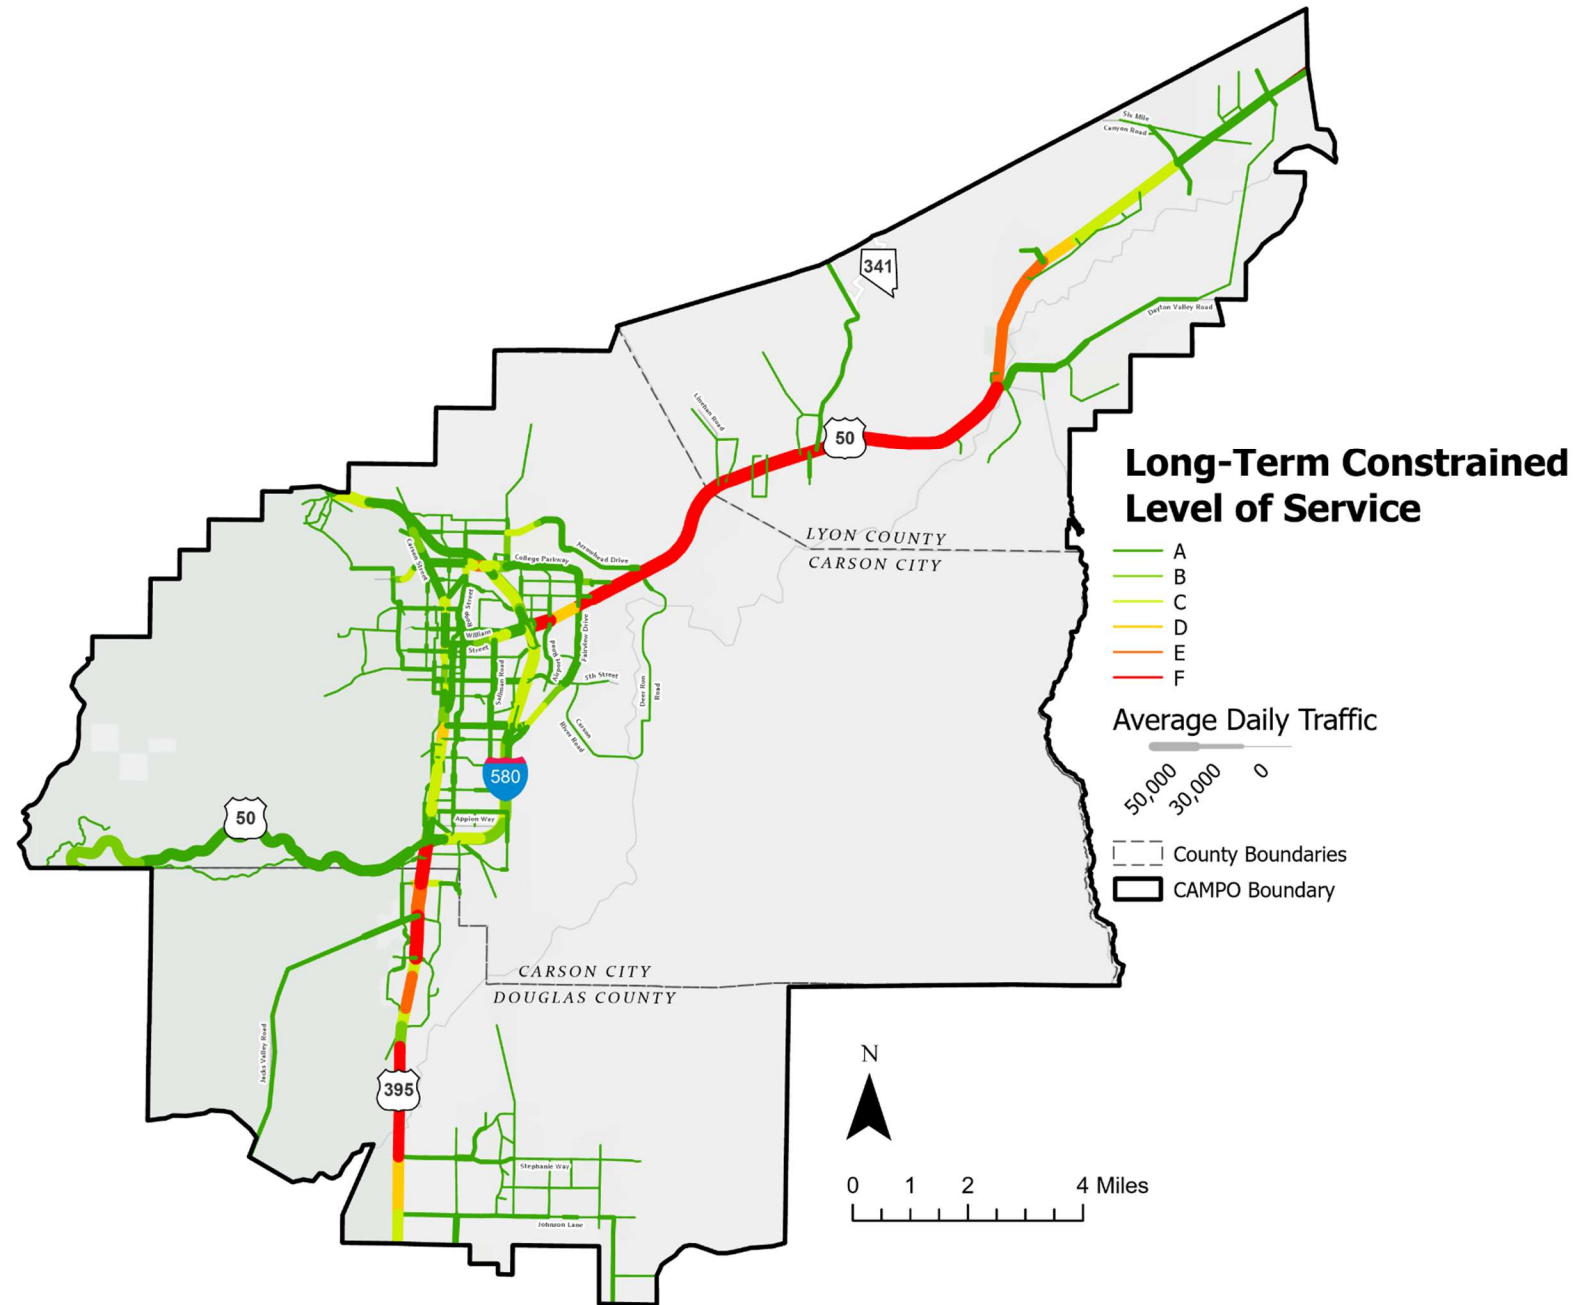 Six Mile
Canyon Road
341
Dayton Valley Road
Linehan Road
50
Long-Term Constrained
Level of Service
A
B
C
D
E
F
LYON COUNTY
CARSON CITY
Carson Street
College Parkway
Arrowhead Drive
Roop Street
William
Street
Fairview Drive
Airport Road
Saliman Road
5th Street
Deer Run
Road
Carson
River Road
Average Daily Traffic
50,000
30,000
0
580
50
Appion Way
County Boundaries
CAMPO Boundary
CARSON CITY
DOUGLAS COUNTY
Jacks Valley Road
395
N
Stephanie Way
Johnson Lane
0 1 2 4 Miles